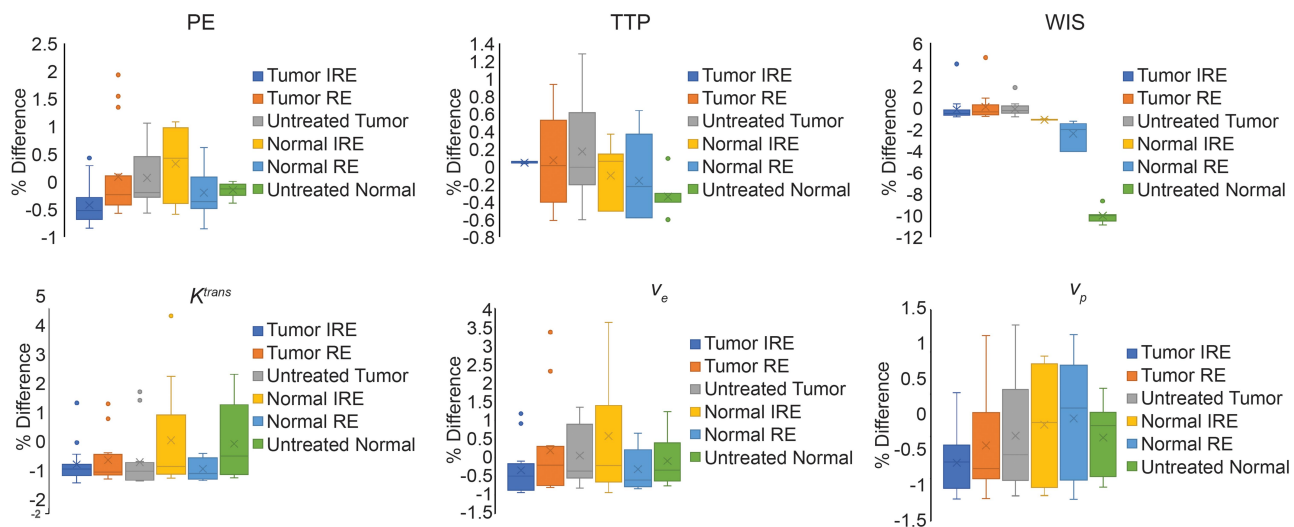 PE
2.5
2
1.5
1
0.5
0
-0.5
-1
% Difference
Tumor IRE
Tumor RE
Untreated Tumor
Normal IRE
Normal RE
Untreated Normal
TTP
1.4
1.2
1
0.8
0.6
0.4
0.2
0
-0.2
-0.4
-0.6
-0.8
% Difference
Tumor IRE
Tumor RE
Untreated Tumor
Normal IRE
Normal RE
Untreated Normal
WIS
6
4
2
0
-2
-4
-6
-8
-10
-12
% Difference
Tumor IRE
Tumor RE
Untreated Tumor
Normal IRE
Normal RE
Untreated Normal
Ktrans
5
4
3
2
1
0
-1
-2
-2
% Difference
Tumor IRE
Tumor RE
Untreated Tumor
Normal IRE
Normal RE
Untreated Normal
ve
4
3.5
3
2.5
2
1.5
1
0.5
0
-0.5
-1
-1.5
% Difference
Tumor IRE
Tumor RE
Untreated Tumor
Normal IRE
Normal RE
Untreated Normal
vp
1.5
1
0.5
0
-0.5
-1
-1.5
% Difference
Tumor IRE
Tumor RE
Untreated Tumor
Normal IRE
Normal RE
Untreated Normal